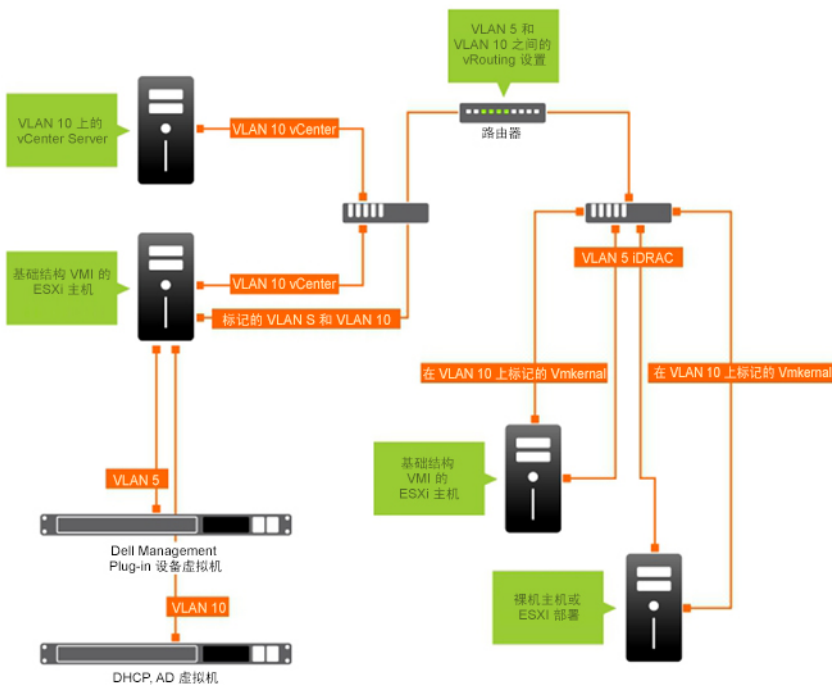 VLAN 5 和
VLAN 10 之间的
vRouting 设置
路由器
VLAN 10 上的
vCenter Server
VLAN 10 vCenter
基础结构 VMI 的
ESXi 主机
VLAN 10 vCenter
标记的 VLAN S 和 VLAN 10
VLAN 5 iDRAC
在 VLAN 10 上标记的 Vmkernal
在 VLAN 10 上标记的 Vmkernal
基础结构
VMI 的
ESXi 主机
VLAN 5
Dell Management
Plug-in 设备虚拟机
VLAN 10
裸机主机或
ESXI 部署
DHCP, AD 虚拟机